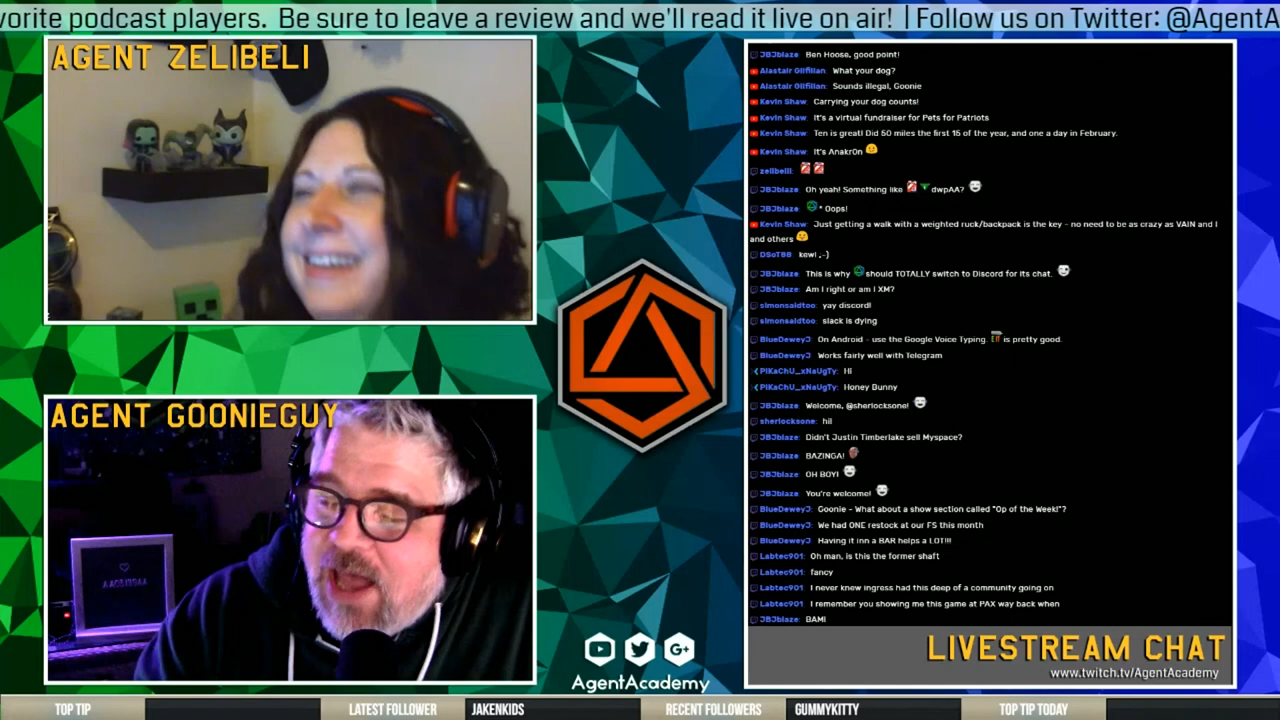 vorite podcast players. Be sure to leave a review and we'll read it live on air! | Follow us on Twitter: @AgentA
AGENT ZELIBELI
AGENT GOONIEGUY
JBJblaze: Ben Hoose, good point!
Alastair Gilfillan: What your dog?
Alastair Gilfillan: Sounds illegal, Goonie
Kevin Shaw: Carrying your dog counts!
Kevin Shaw: It's a virtual fundraiser for Pets for Patriots
Kevin Shaw: Ten is great! Did 50 miles the first 15 of the year, and one a day in February.
Kevin Shaw: It's Anakr0n
zelibelli:
JBJblaze: Oh yeah! Something like dwpAA?
JBJblaze: * Oops!
Kevin Shaw: Just getting a walk with a weighted ruck/backpack is the key - no need to be as crazy as VAIN and I
and others
DSoT88: kewl ,-)
JBJblaze: This is why should TOTALLY switch to Discord for its chat.
JBJblaze: Am I right or am I XM?
simonsaidtoo: yay discord!
simonsaidtoo: slack is dying
BlueDeweyJ: On Android - use the Google Voice Typing. is pretty good.
BlueDeweyJ: Works fairly well with Telegram
PIKaChU_xNaUgTy: Hi
PIKaChU_xNaUgTy: Honey Bunny
JBJblaze: Welcome, @sherlocksone!
sherlocksone: hi!
JBJblaze: Didn't Justin Timberlake sell Myspace?
JBJblaze: BAZINGA!
JBJblaze: OH BOY!
JBJblaze: You're welcome!
BlueDeweyJ: Goonie - What about a show section called "Op of the Week!"?
BlueDeweyJ: We had ONE restock at our FS this month
BlueDeweyJ: Having it inn a BAR helps a LOT!!!
Labtec901: Oh man, is this the former shaft
Labtec901: fancy
Labtec901: I never knew ingress had this deep of a community going on
Labtec901: I remember you showing me this game at PAX way back when
JBJblaze: BAM!
LIVESTREAM CHAT
www.twitch.tv/AgentAcademy
G+
AgentAcademy
TOP TIP
LATEST FOLLOWER
JAKENKIDS
RECENT FOLLOWERS
GUMMYKITTY
TOP TIP TODAY